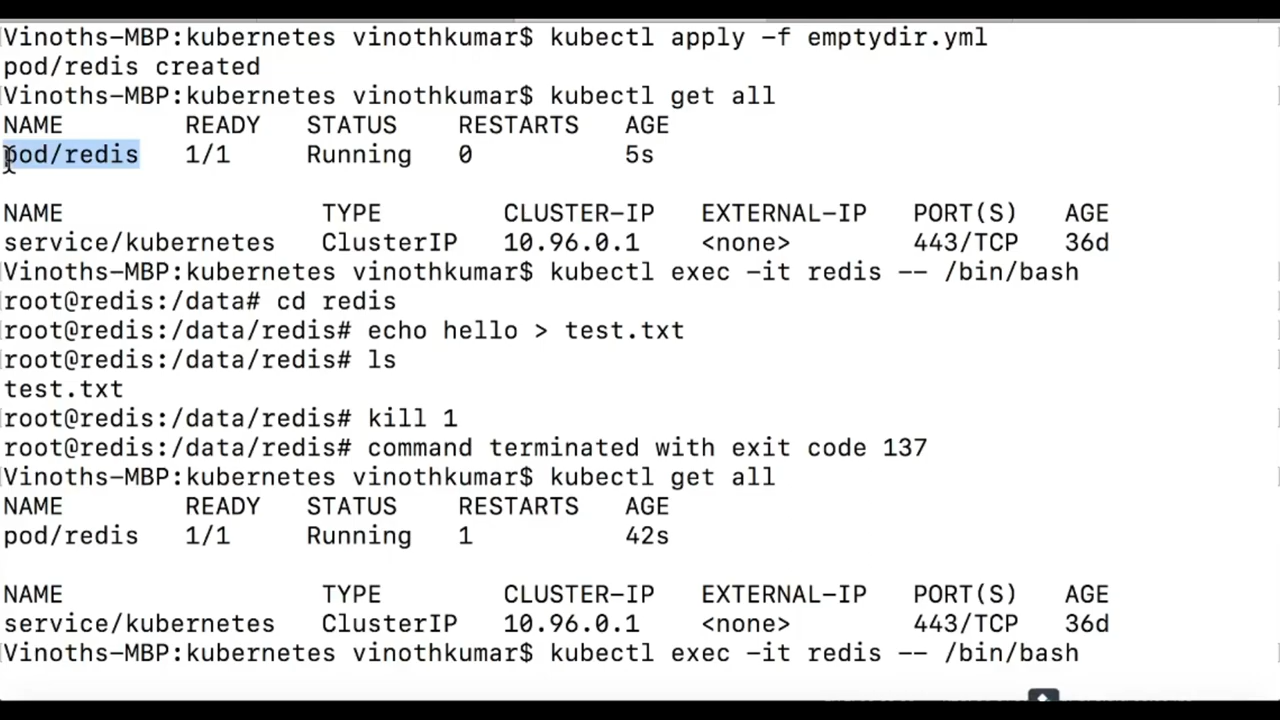 Vinoths-MBP:kubernetes vinothkumar$ kubectl apply -f emptydir.yml
pod/redis created
Vinoths-MBP:kubernetes vinothkumar$ kubectl get all
NAME READY STATUS RESTARTS AGE
pod/redis 1/1 Running 0 5s
NAME TYPE CLUSTER-IP EXTERNAL-IP PORT(S) AGE
service/kubernetes ClusterIP 10.96.0.1 <none> 443/TCP 36d
Vinoths-MBP:kubernetes vinothkumar$ kubectl exec -it redis -- /bin/bash
root@redis:/data# cd redis
root@redis:/data/redis# echo hello > test.txt
root@redis:/data/redis# ls
test.txt
root@redis:/data/redis# kill 1
root@redis:/data/redis# command terminated with exit code 137
Vinoths-MBP:kubernetes vinothkumar$ kubectl get all
NAME READY STATUS RESTARTS AGE
pod/redis 1/1 Running 1 42s
NAME TYPE CLUSTER-IP EXTERNAL-IP PORT(S) AGE
service/kubernetes ClusterIP 10.96.0.1 <none> 443/TCP 36d
Vinoths-MBP:kubernetes vinothkumar$ kubectl exec -it redis -- /bin/bash